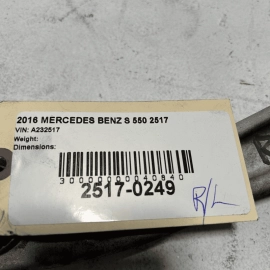 2016 MERCEDES BENZ S 550 2517
VIN: A232517
Weight:
Dimensions:
3000000040840
2517-0249
R/L